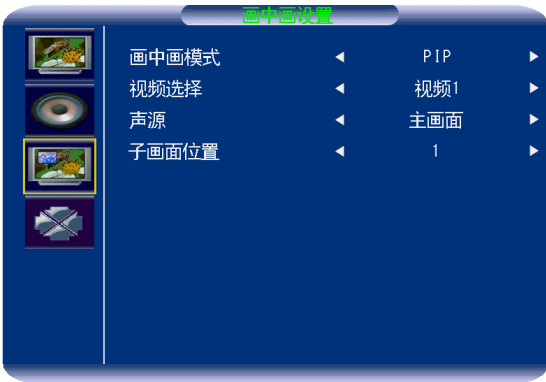 画中画设置
画中画模式 PIP
视频选择 视频1
声源 主画面
子画面位置 1